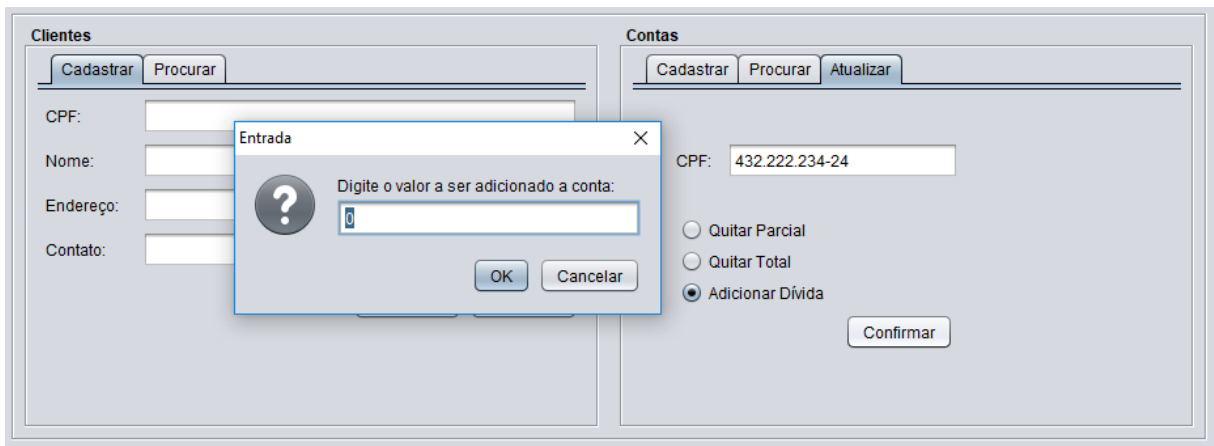 Clientes
Cadastrar Procurar
CPF:
Nome:
Endereço:
Contato:
Entrada
Digite o valor a ser adicionado a conta:
0
OK Cancelar
Contas
Cadastrar Procurar Atualizar
CPF: 432.222.234-24
Quitar Parcial
Quitar Total
Adicionar Dívida
Confirmar